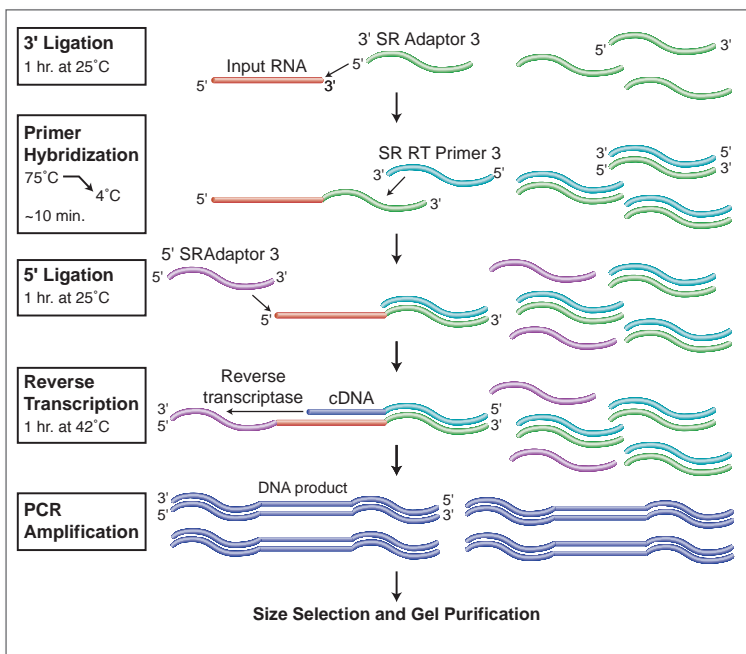 3' Ligation
1 hr. at 25˚C
3' SR Adaptor 3
Input RNA
5'
3'
5'
5'
3'
Primer
Hybridization
75˚C
4˚C
~10 min.
SR RT Primer 3
3'
5'
5'
3'
3'
5'
5'
3'
5' Ligation
1 hr. at 25˚C
5' SRAdaptor 3
5'
3'
5'
3'
Reverse
Transcription
1 hr. at 42˚C
Reverse
transcriptase
cDNA
3'
5'
5'
3'
PCR
Amplification
DNA product
3'
5'
5'
3'
Size Selection and Gel Purification